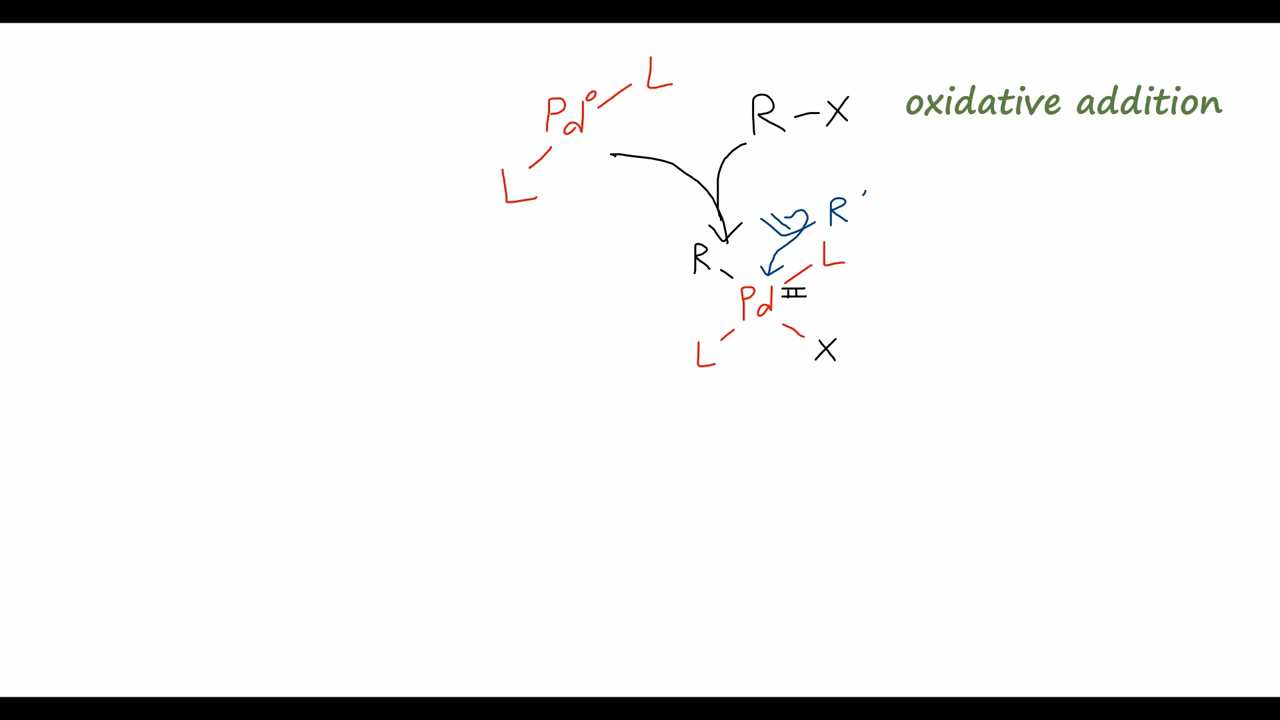 L
Pd⁰
R–X
oxidative addition
L
R'
R
L
Pd II
L
X